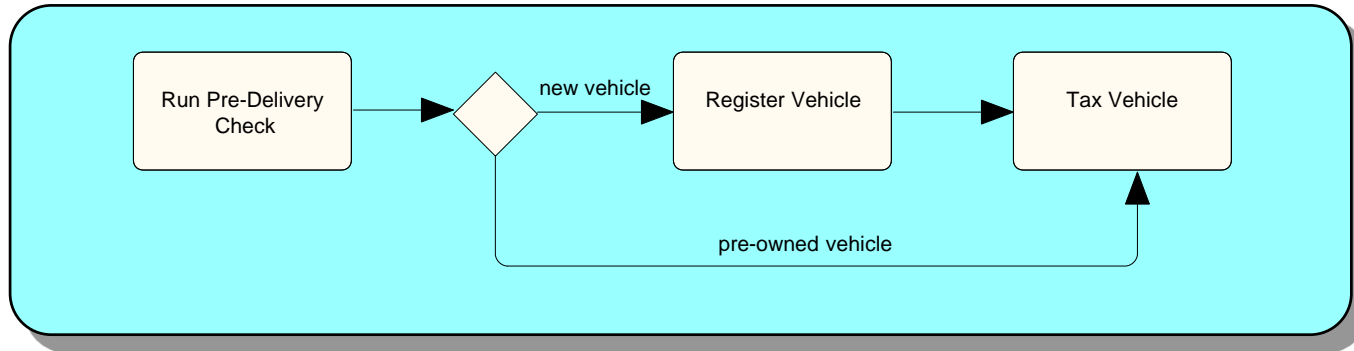 Run Pre-Delivery
Check
new vehicle
Register Vehicle
Tax Vehicle
pre-owned vehicle